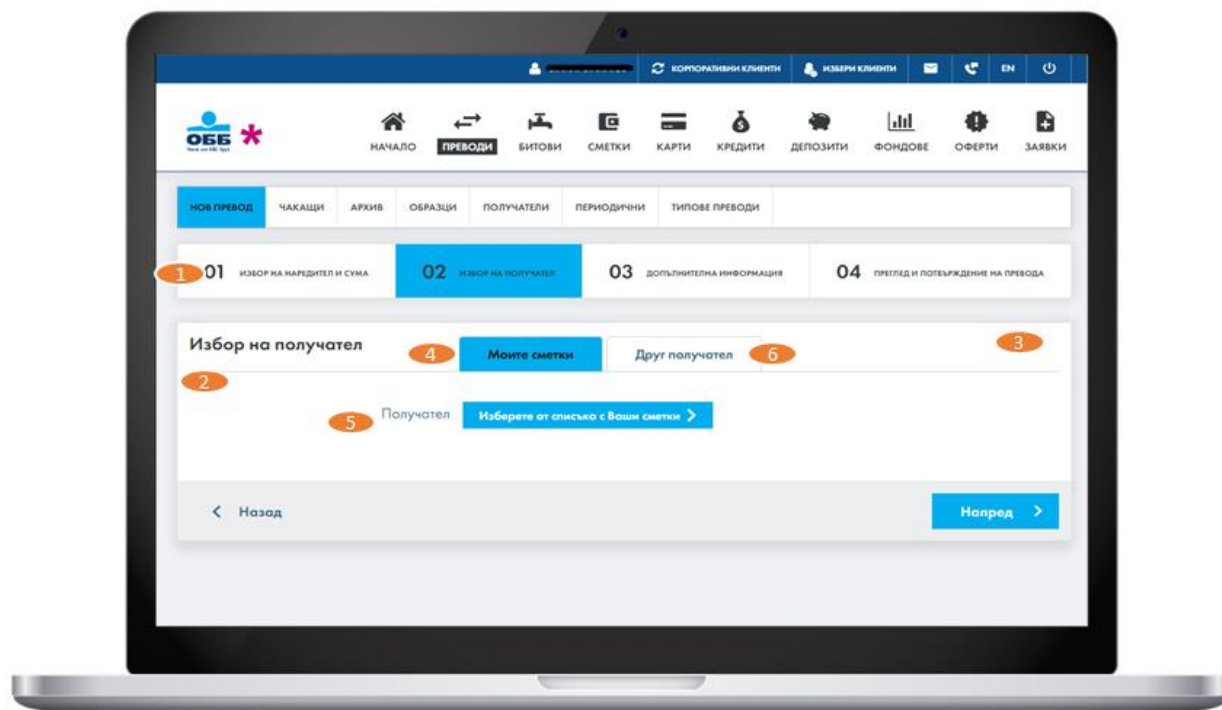 КОРПОРАТИВНИ КЛИЕНТИ ИЗБЕРИ КЛИЕНТИ EN
ОББ
НАЧАЛО ПРЕВОДИ БИТОВИ СМЕТКИ КАРТИ КРЕДИТИ ДЕПОЗИТИ ФОНДОВЕ ОФЕРТИ ЗАЯВКИ
НОВ ПРЕВОД ЧАКАЩИ АРХИВ ОБРАЗЦИ ПОЛУЧАТЕЛИ ПЕРИОДИЧНИ ТИПОВЕ ПРЕВОДИ
1 01 ИЗБОР НА НАРЕДИТЕЛ И СУМА 02 ИЗБОР НА ПОЛУЧАТЕЛ 03 ДОПЪЛНИТЕЛНА ИНФОРМАЦИЯ 04 ПРЕГЛЕД И ПОТВЪРЖДЕНИЕ НА ПРЕВОДА
Избор на получател 4 Моите сметки Друг получател 6 3
2
5 Получател Изберете от списъка с Ваши сметки
Назад Напред